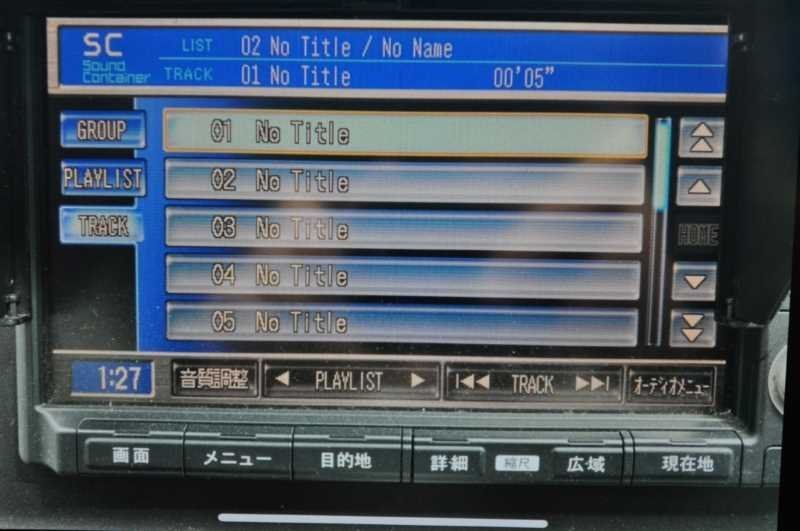 SC
Sound
Container
LIST 02 No Title / No Name
TRACK 01 No Title 00'05"
GROUP
PLAYLIST
TRACK
01 No Title
02 No Title
03 No Title
04 No Title
05 No Title
HOME
1:27
音質調整
PLAYLIST
TRACK
オーディオメニュー
画面
メニュー
目的地
詳細
縮尺
広域
現在地